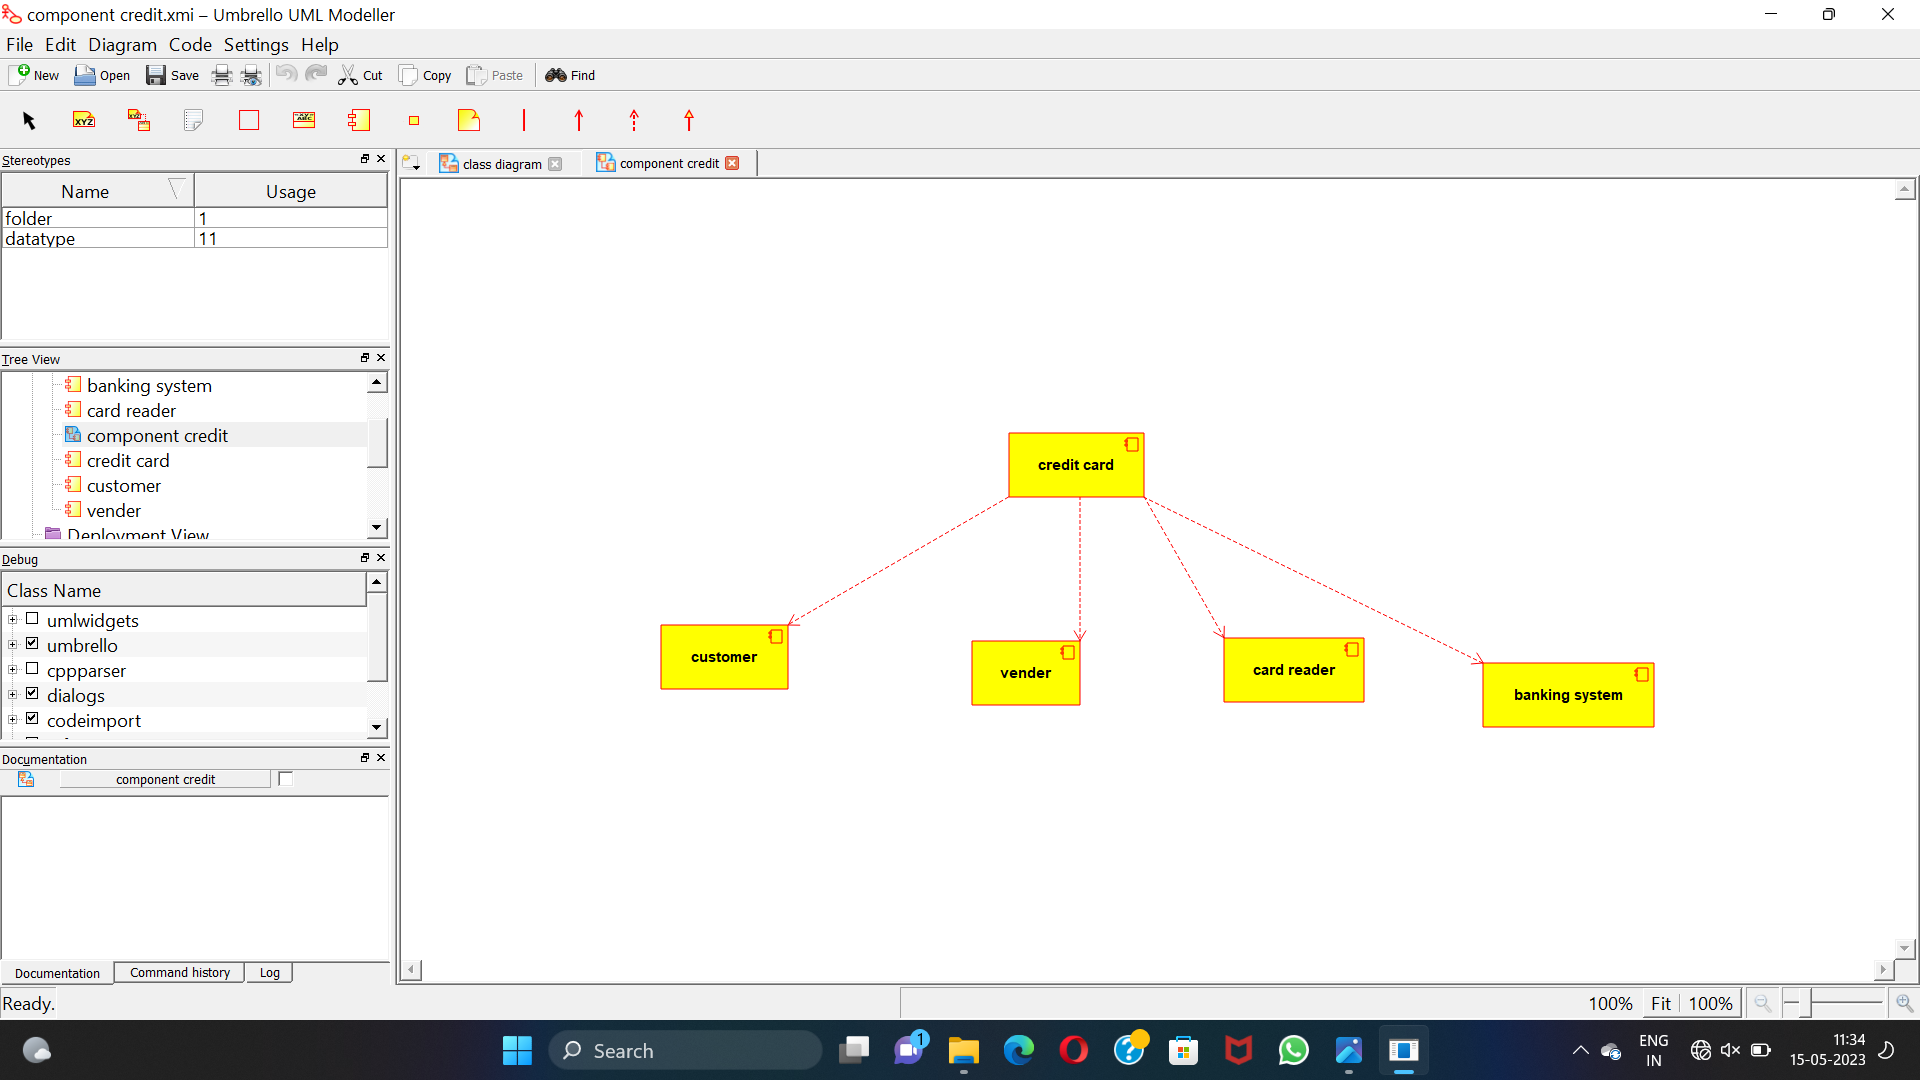 component credit.xmi – Umbrello UML Modeller
File Edit Diagram Code Settings Help
New Open Save Cut Copy Paste Find
XYZ
Stereotypes
Name Usage
folder 1
datatype 11
Tree View
banking system
card reader
component credit
credit card
customer
vender
Deployment View
Debug
Class Name
umlwidgets
umbrello
cppparser
dialogs
codeimport
Documentation
component credit
Documentation Command history Log
class diagram component credit
credit card
customer
vender
card reader
banking system
Ready.
100% Fit 100%
Search
1
ENG
IN
11:34
15-05-2023